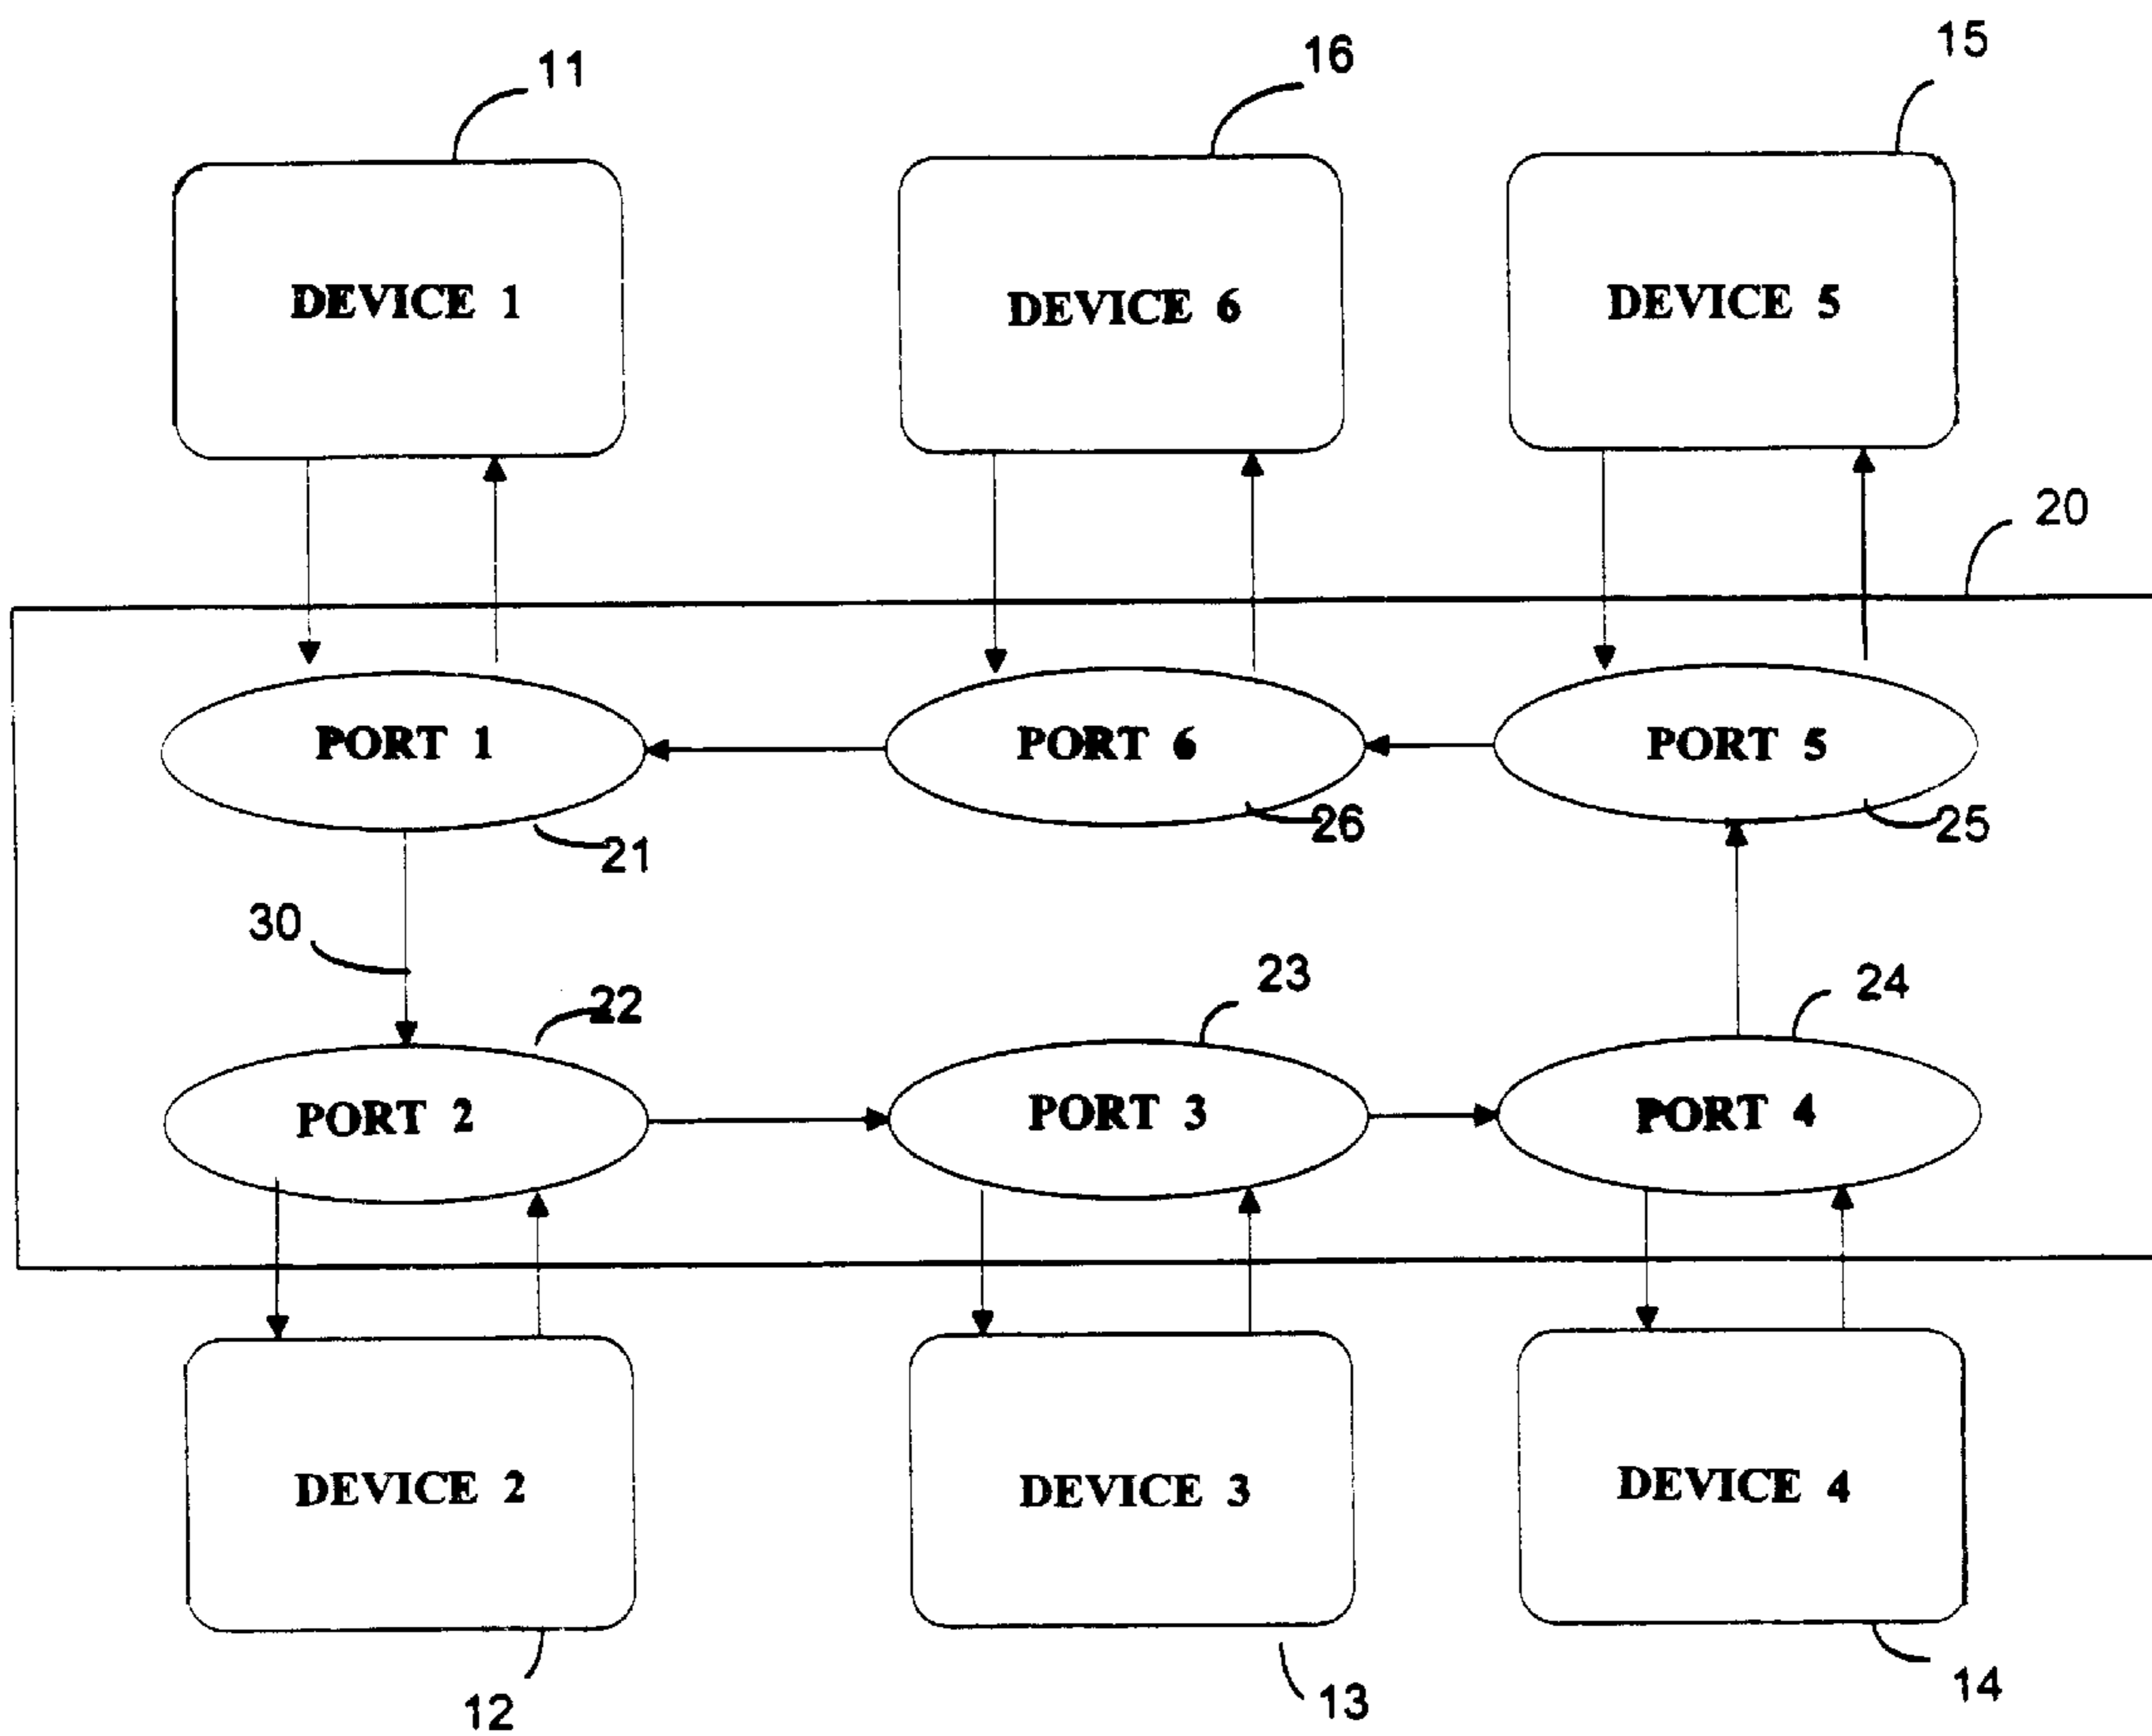 11
16
15
DEVICE 1
DEVICE 6
DEVICE 5
20
PORT 1
PORT 6
PORT 5
21
26
25
30
22
23
24
PORT 2
PORT 3
PORT 4
DEVICE 2
DEVICE 3
DEVICE 4
12
13
14